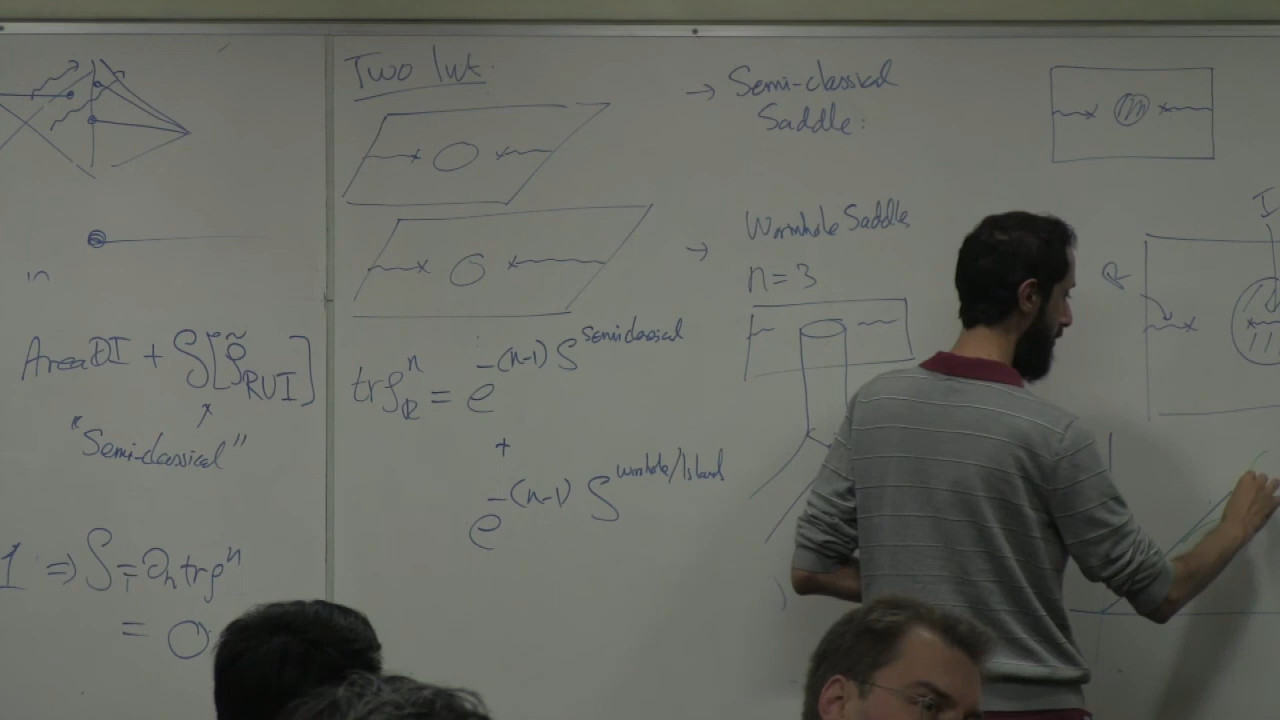 in
Area ∂I + S[ρ̃_{RUI}]
"Semi-classical"
1 ⇒ S = ∂_n tr ρ^n
= 0
Two Int.
tr ρ_R^n = e^{-(n-1) S^{semiclassical}}
+
e^{-(n-1) S^{wormhole/Island}}
→ Semi-classical
Saddle:
→ Wormhole Saddle
n=3
I
R